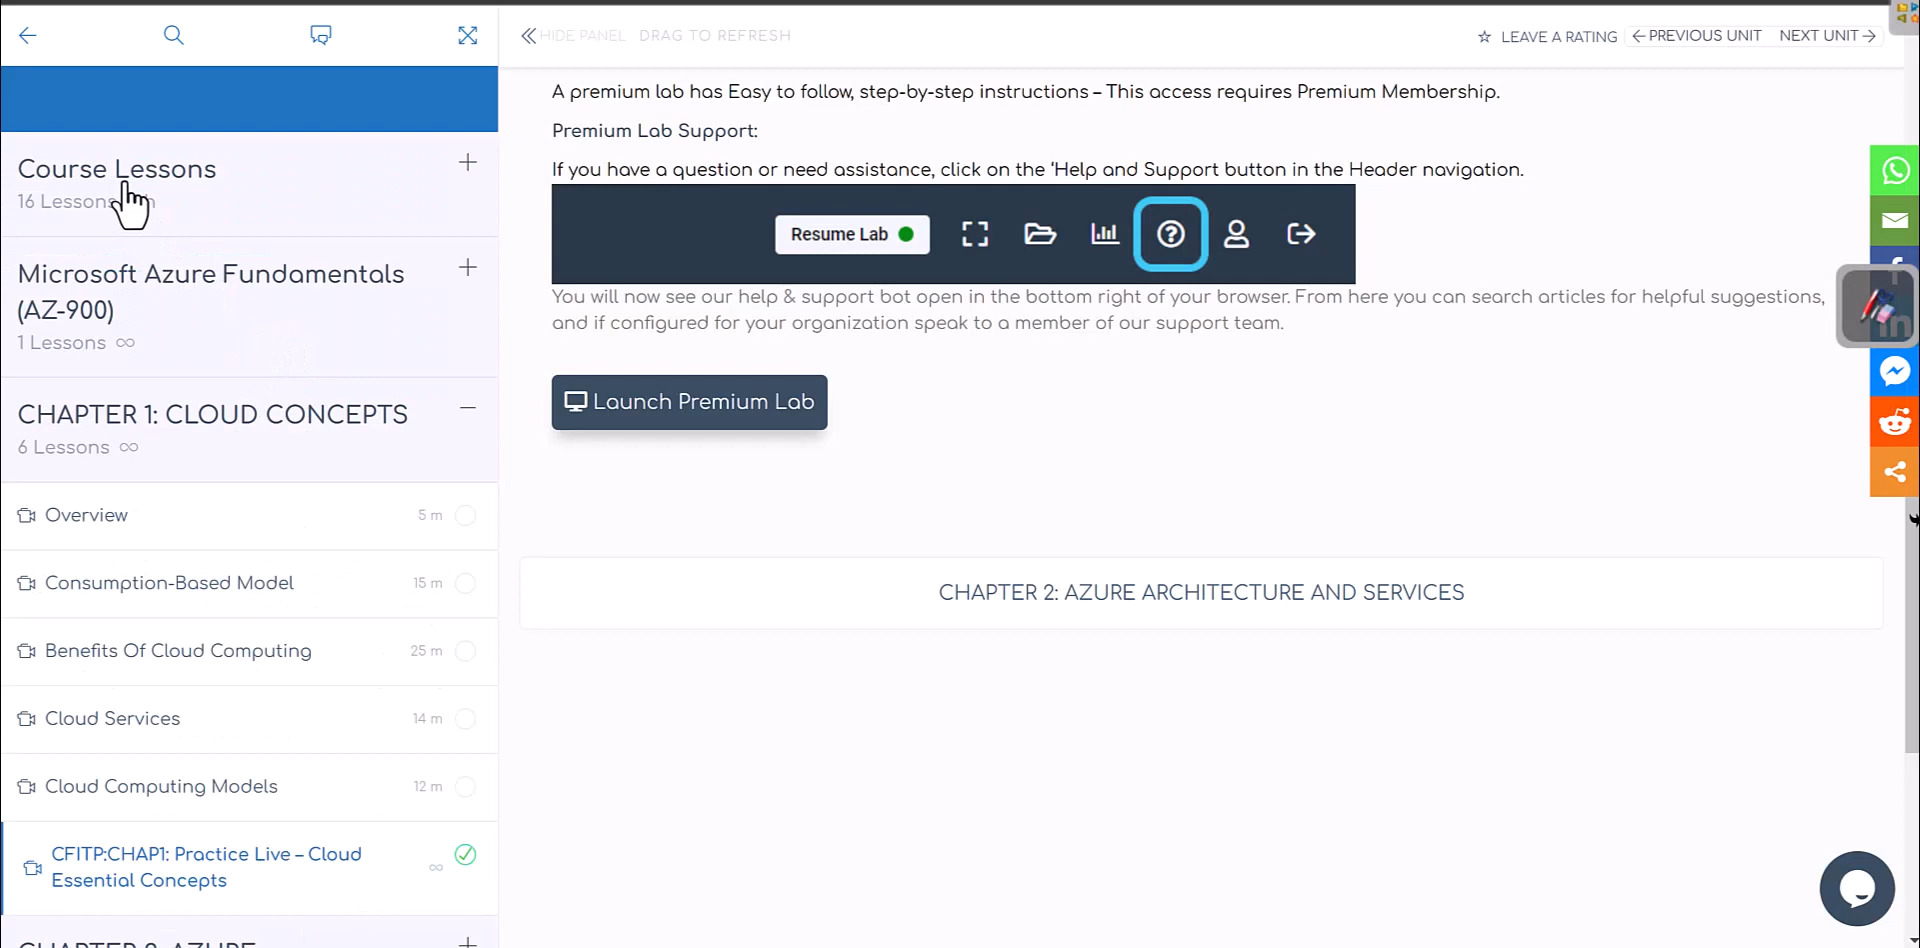 HIDE PANEL DRAG TO REFRESH
LEAVE A RATING PREVIOUS UNIT NEXT UNIT
Course Lessons
16 Lessons
Microsoft Azure Fundamentals
(AZ-900)
1 Lessons
CHAPTER 1: CLOUD CONCEPTS
6 Lessons
Overview 5 m
Consumption-Based Model 15 m
Benefits Of Cloud Computing 25 m
Cloud Services 14 m
Cloud Computing Models 12 m
CFITP:CHAP1: Practice Live – Cloud
Essential Concepts
A premium lab has Easy to follow, step-by-step instructions – This access requires Premium Membership.
Premium Lab Support:
If you have a question or need assistance, click on the ‘Help and Support button in the Header navigation.
Resume Lab
You will now see our help & support bot open in the bottom right of your browser. From here you can search articles for helpful suggestions,
and if configured for your organization speak to a member of our support team.
Launch Premium Lab
CHAPTER 2: AZURE ARCHITECTURE AND SERVICES